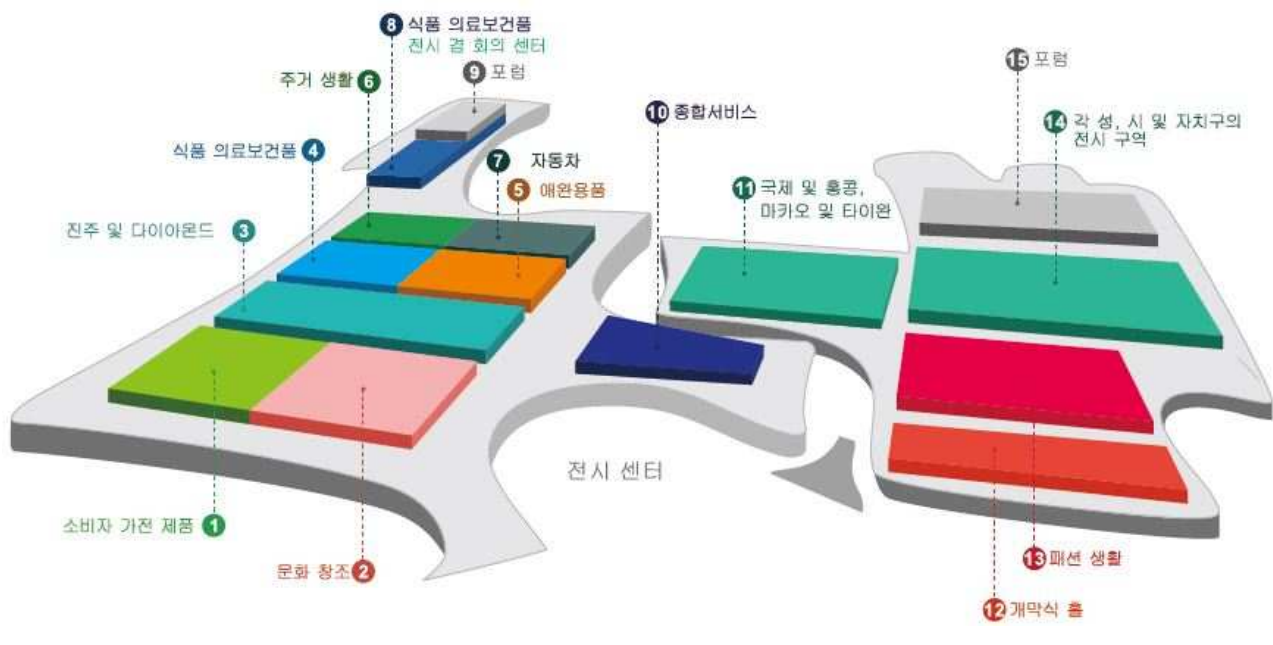 8 식품 의료보건품
전시 겸 회의 센터
9 포럼
주거 생활 6
식품 의료보건품 4
7 자동차
5 애완용품
진주 및 다이아몬드 3
10 종합서비스
11 국제 및 홍콩,
마카오 및 타이완
15 포럼
14 각 성, 시 및 자치구의
전시 구역
전시 센터
소비자 가전 제품 1
문화 창조 2
13 패션 생활
12 개막식 홀